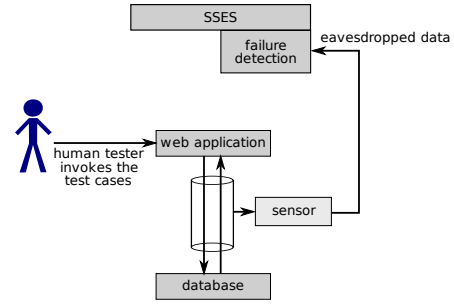 SSES
failure
detection
eavesdropped data
web application
human tester
invokes the
test cases
sensor
database